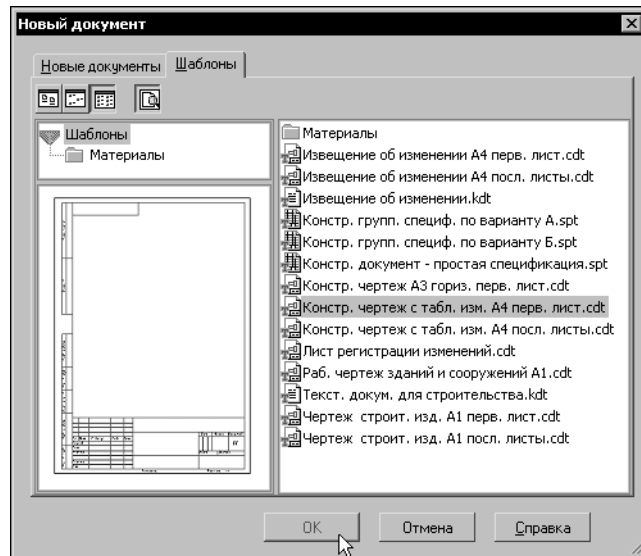 Новый документ
Новые документы
Шаблоны
Шаблоны
Материалы
Материалы
Извещение об изменении А4 перв. лист.cdt
Извещение об изменении А4 посл. листы.cdt
Извещение об изменении.kdt
Констр. групп. специф. по варианту А.spt
Констр. групп. специф. по варианту Б.spt
Констр. документ - простая спецификация.spt
Констр. чертеж А3 гориз. перв. лист.cdt
Констр. чертеж с табл. изм. А4 перв. лист.cdt
Констр. чертеж с табл. изм. А4 посл. листы.cdt
Лист регистрации изменений.cdt
Раб. чертеж зданий и сооружений А1.cdt
Текст. докум. для строительства.kdt
Чертеж строит. изд. А1 перв. лист.cdt
Чертеж строит. изд. А1 посл. листы.cdt
OK
Отмена
Справка